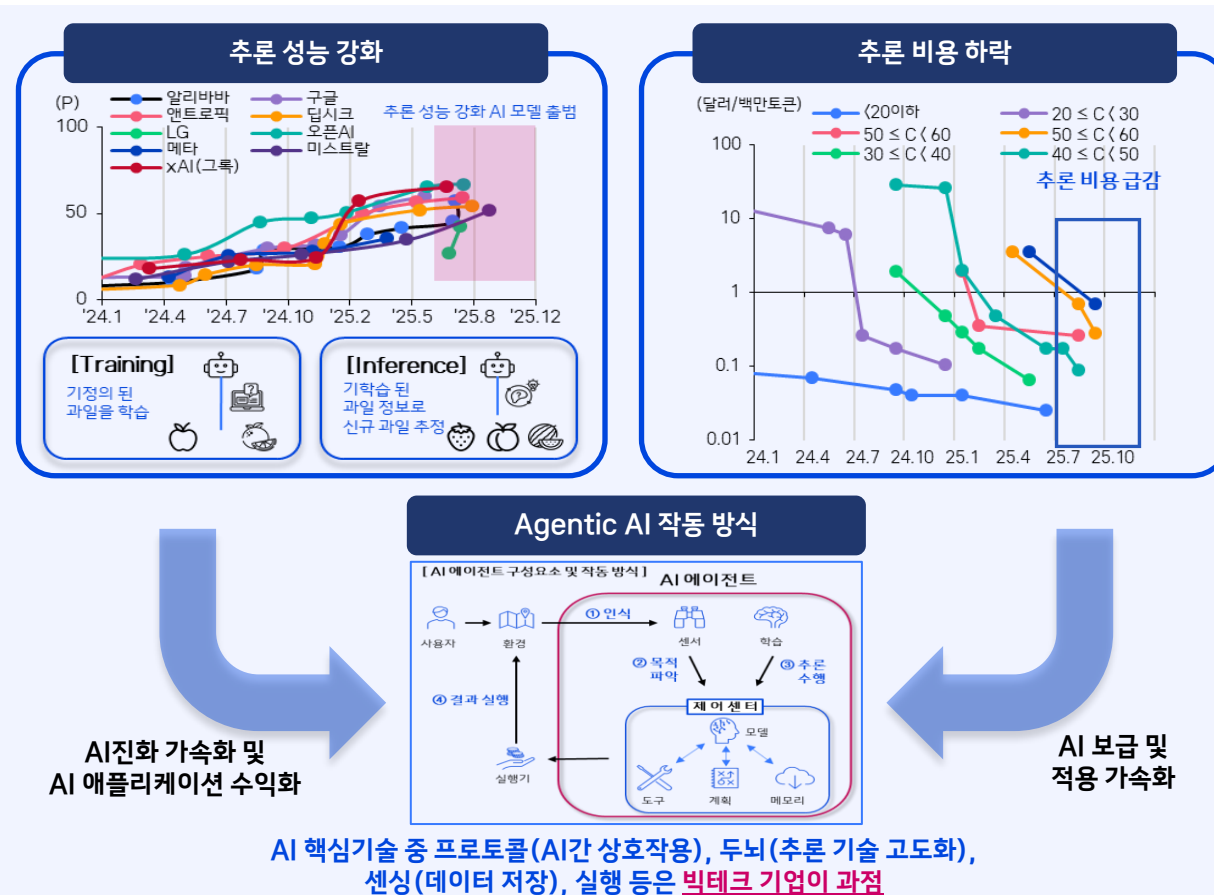 추론 성능 강화
(P)
알리바바
구글
앤트로픽
딥시크
LG
오픈AI
메타
미스트랄
xAI(그록)
추론 성능 강화 AI 모델 출범
100
50
0
'24.1 '24.4 '24.7 '24.10 '25.2 '25.5 '25.8 '25.12
[Training]
기정의 된
과일을 학습
[Inference]
기학습 된
과일 정보로
신규 과일 추정
추론 비용 하락
(달러/백만토큰)
〈20이하
20 ≤ C〈 30
50 ≤ C〈 60
50 ≤ C〈 60
30 ≤ C〈 40
40 ≤ C〈 50
추론 비용 급감
100
10
1
0.1
0.01
24.1 24.4 24.7 24.10 25.1 25.4 25.7 25.10
Agentic AI 작동 방식
[ AI 에이전트 구성요소 및 작동 방식 ]
AI 에이전트
사용자
환경
① 인식
센서
학습
② 목적
파악
③ 추론
수행
④ 결과 실행
제어 센터
모델
실행기
도구
계획
메모리
AI진화 가속화 및
AI 애플리케이션 수익화
AI 보급 및
적용 가속화
AI 핵심기술 중 프로토콜(AI간 상호작용), 두뇌(추론 기술 고도화),
센싱(데이터 저장), 실행 등은 빅테크 기업이 과점